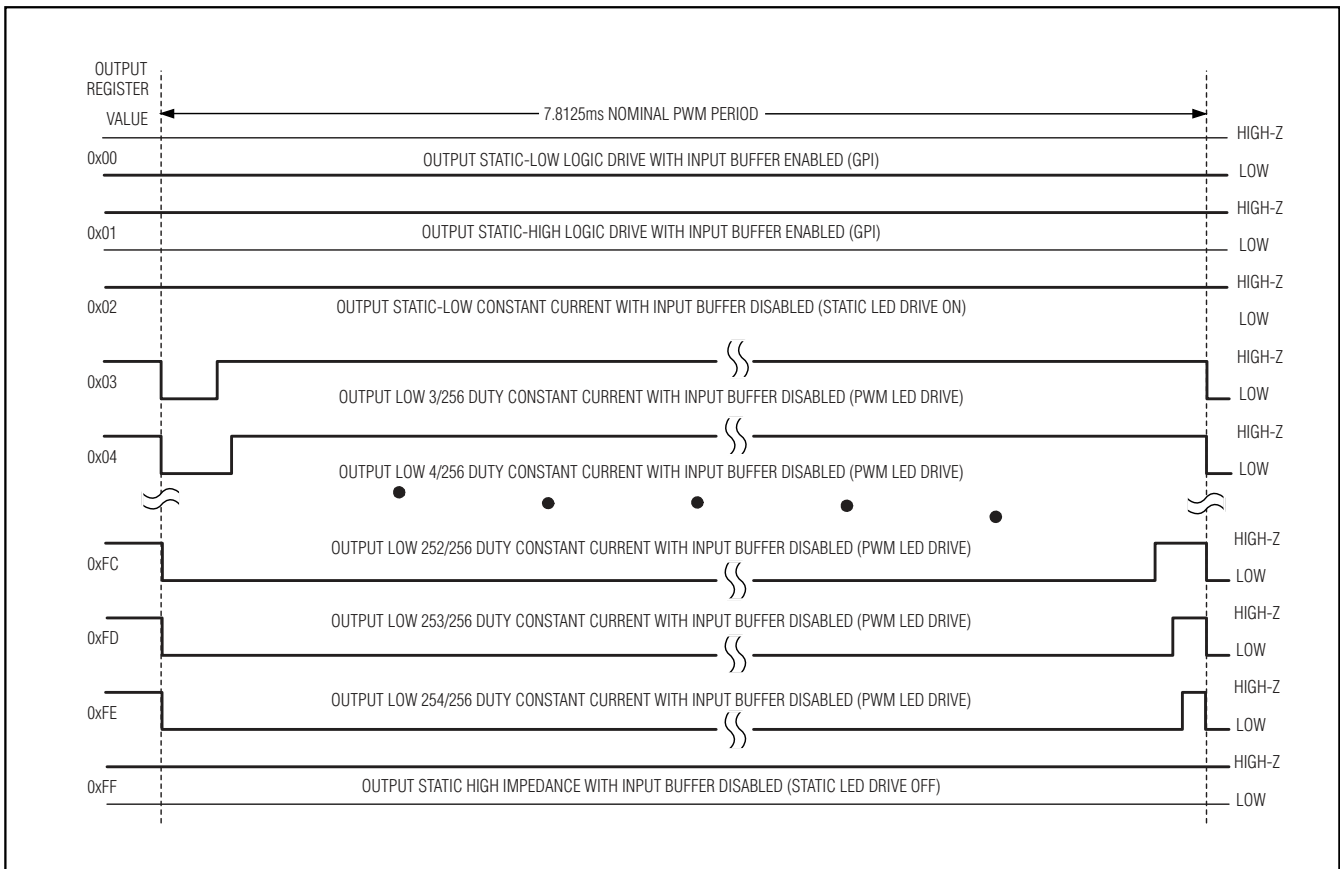 OUTPUT
REGISTER
VALUE
7.8125ms NOMINAL PWM PERIOD
HIGH-Z
0x00
OUTPUT STATIC-LOW LOGIC DRIVE WITH INPUT BUFFER ENABLED (GPI)
LOW
HIGH-Z
0x01
OUTPUT STATIC-HIGH LOGIC DRIVE WITH INPUT BUFFER ENABLED (GPI)
LOW
HIGH-Z
0x02
OUTPUT STATIC-LOW CONSTANT CURRENT WITH INPUT BUFFER DISABLED (STATIC LED DRIVE ON)
LOW
HIGH-Z
0x03
OUTPUT LOW 3/256 DUTY CONSTANT CURRENT WITH INPUT BUFFER DISABLED (PWM LED DRIVE)
LOW
HIGH-Z
0x04
OUTPUT LOW 4/256 DUTY CONSTANT CURRENT WITH INPUT BUFFER DISABLED (PWM LED DRIVE)
LOW
HIGH-Z
0xFC
OUTPUT LOW 252/256 DUTY CONSTANT CURRENT WITH INPUT BUFFER DISABLED (PWM LED DRIVE)
LOW
HIGH-Z
0xFD
OUTPUT LOW 253/256 DUTY CONSTANT CURRENT WITH INPUT BUFFER DISABLED (PWM LED DRIVE)
LOW
HIGH-Z
0xFE
OUTPUT LOW 254/256 DUTY CONSTANT CURRENT WITH INPUT BUFFER DISABLED (PWM LED DRIVE)
LOW
HIGH-Z
0xFF
OUTPUT STATIC HIGH IMPEDANCE WITH INPUT BUFFER DISABLED (STATIC LED DRIVE OFF)
LOW